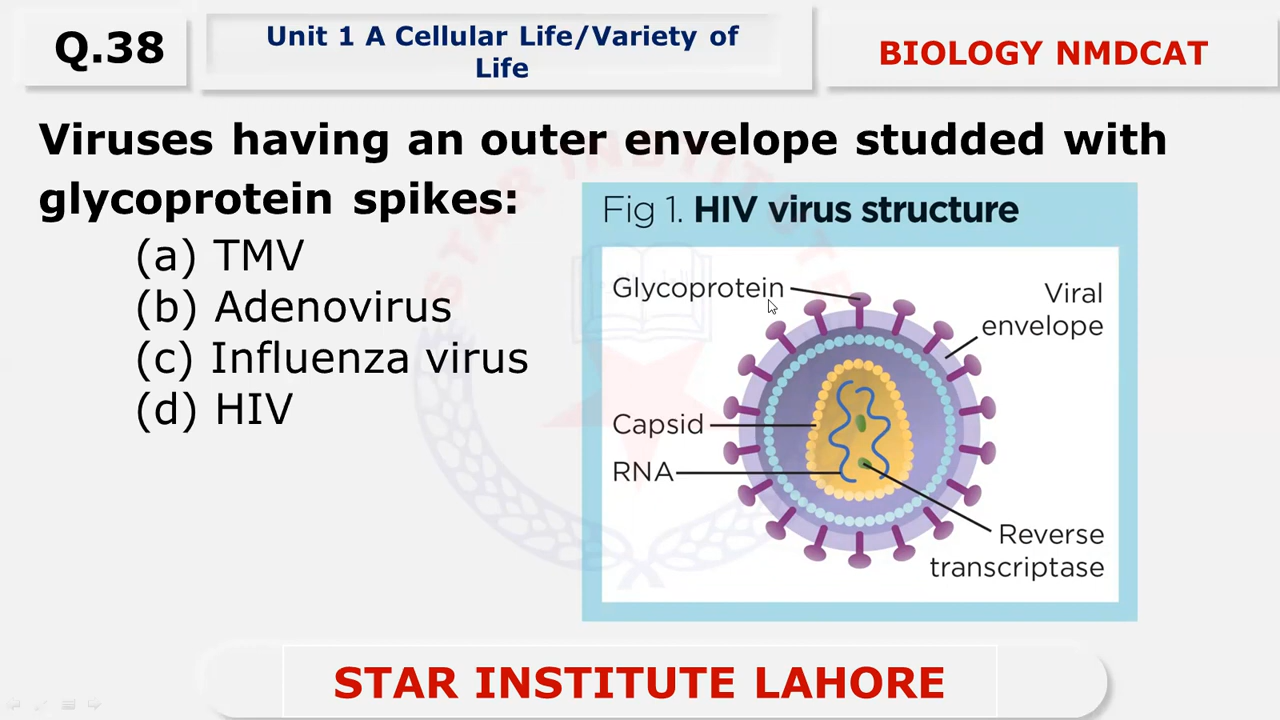 Q.38
Unit 1 A Cellular Life/Variety of
Life
BIOLOGY NMDCAT
Viruses having an outer envelope studded with
glycoprotein spikes:
(a) TMV
(b) Adenovirus
(c) Influenza virus
(d) HIV
Fig 1. HIV virus structure
Glycoprotein
Viral
envelope
Capsid
RNA
Reverse
transcriptase
STAR INSTITUTE LAHORE